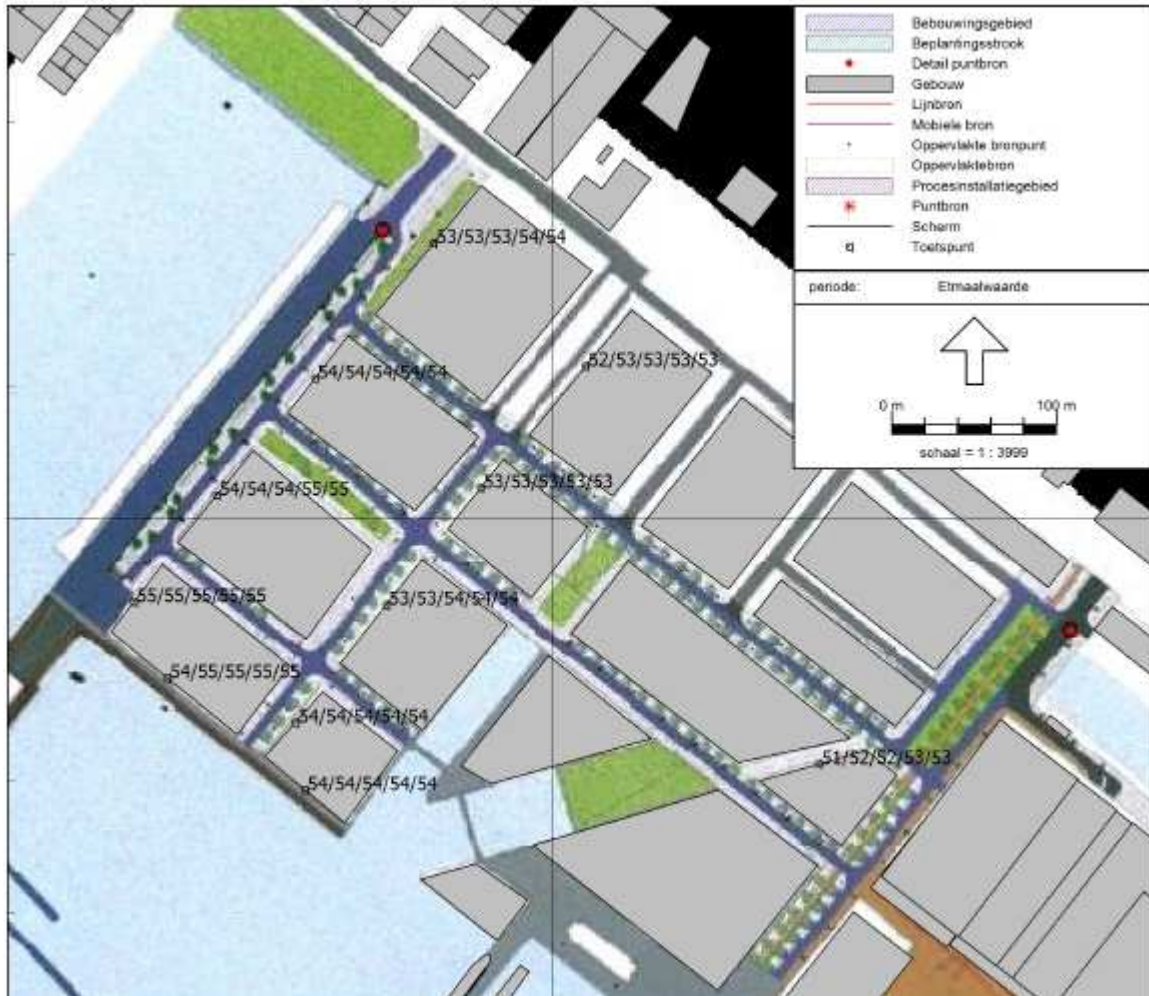 Bebouwingsgebied
Beplantingsstrook
Detail puntbron
Gebouw
Lijnbron
Mobiele bron
Oppervlakte bronpunt
Oppervlaktebron
Procesinstallatiegebied
Puntbron
Scherm
Toetspunt
periode: Etmaalwaarde
0 m 100 m
schaal = 1 : 3999
53/53/53/54/54
52/53/53/53/53
54/54/54/54/54
53/53/53/53/53
54/54/54/55/55
55/55/55/55/55
53/53/54/54/54
54/55/55/55/55
54/54/54/54/54
51/52/52/53/53
54/54/54/54/54